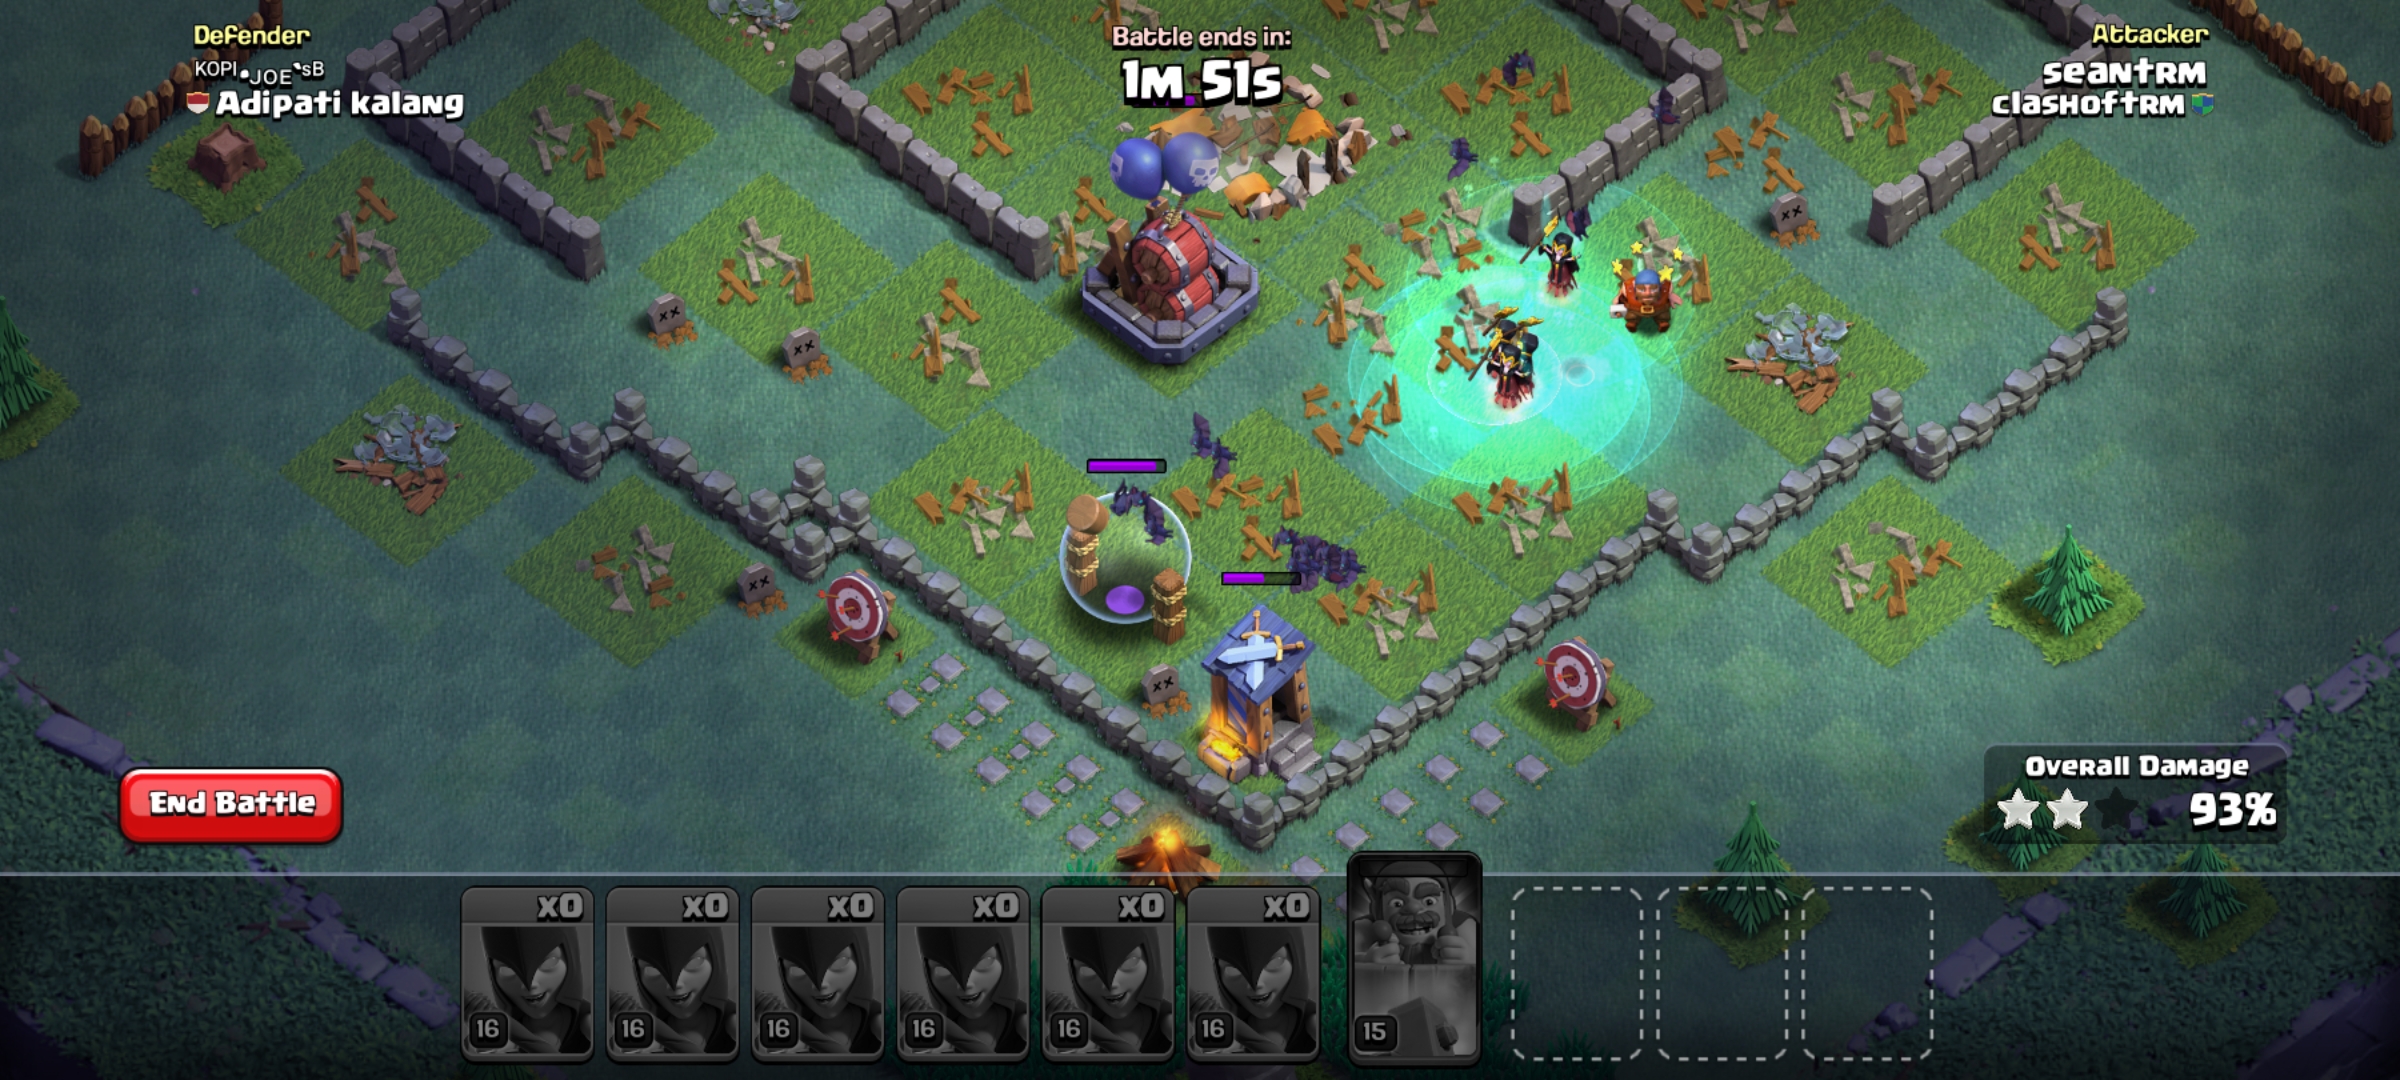 Defender
KOPI•JOE`sB
Adipati kalang
Battle ends in:
1M 51s
Attacker
seantrm
clashoftrm
End Battle
Overall Damage
93%
x0
x0
x0
x0
x0
x0
16
16
16
16
16
16
15